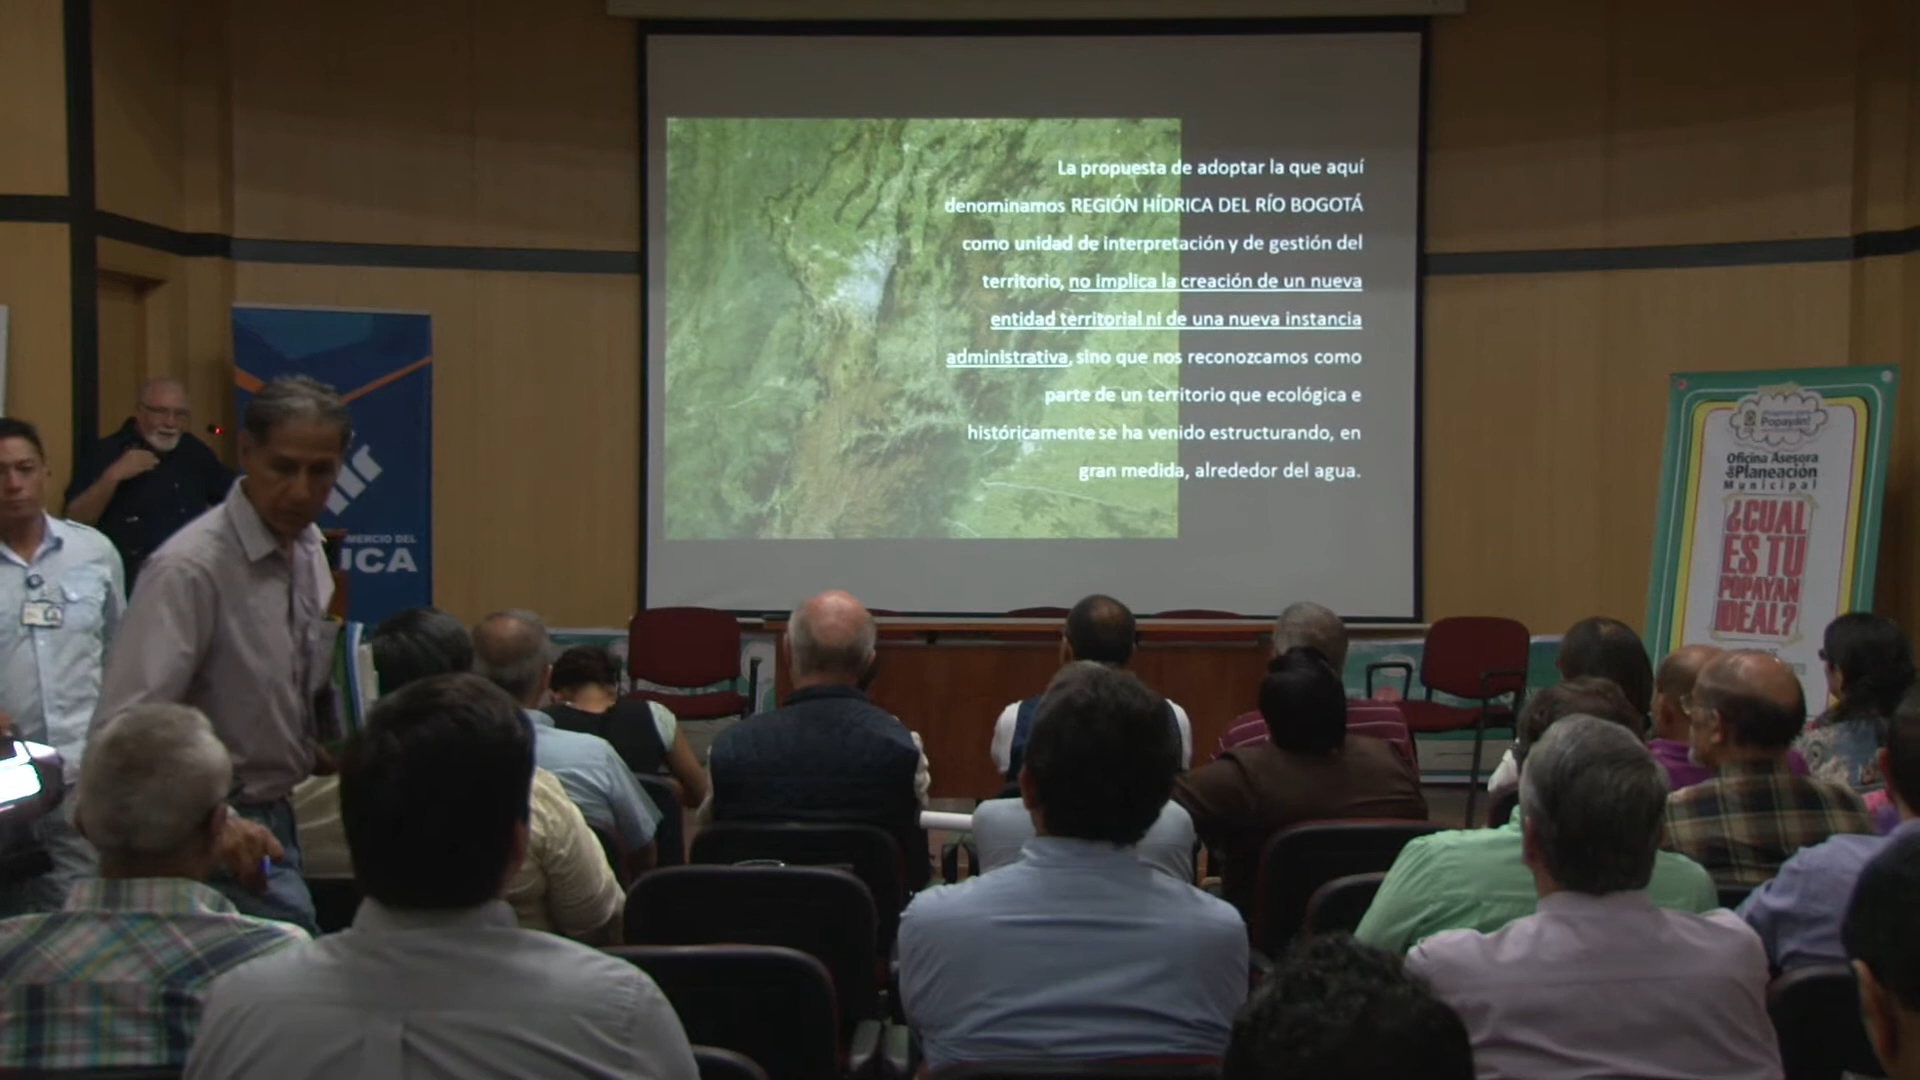 La propuesta de adoptar la que aquí
denominamos REGIÓN HÍDRICA DEL RÍO BOGOTÁ
como unidad de interpretación y de gestión del
territorio, no implica la creación de un nueva
entidad territorial ni de una nueva instancia
administrativa, sino que nos reconozcamos como
parte de un territorio que ecológica e
históricamente se ha venido estructurando, en
gran medida, alrededor del agua.
MERCIO DEL
UCA
Popayán!
Oficina Asesora
de Planeación
Municipal
¿CUAL
ES TU
POPAYAN
IDEAL?